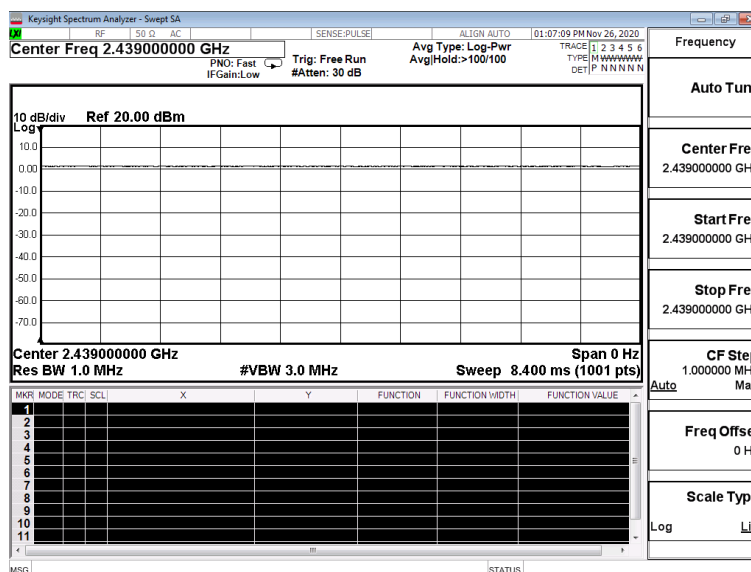 Keysight Spectrum Analyzer - Swept SA
LXI RF 50 Ω AC SENSE:PULSE ALIGN AUTO 01:07:09 PM Nov 26, 2020
Center Freq 2.439000000 GHz
PNO: Fast
IFGain:Low
Trig: Free Run
#Atten: 30 dB
Avg Type: Log-Pwr
Avg|Hold:>100/100
TRACE 1 2 3 4 5 6
TYPE M WWWWW
DET P N N N N N
10 dB/div Ref 20.00 dBm
Log
10.0
0.00
-10.0
-20.0
-30.0
-40.0
-50.0
-60.0
-70.0
Center 2.439000000 GHz Span 0 Hz
Res BW 1.0 MHz #VBW 3.0 MHz Sweep 8.400 ms (1001 pts)
MKR MODE TRC SCL X Y FUNCTION FUNCTION WIDTH FUNCTION VALUE
1
2
3
4
5
6
7
8
9
10
11
MSG STATUS
Frequency
Auto Tun
Center Fre
2.439000000 GH
Start Fre
2.439000000 GH
Stop Fre
2.439000000 GH
CF Step
1.000000 MH
Auto Ma
Freq Offse
0 H
Scale Typ
Log Li